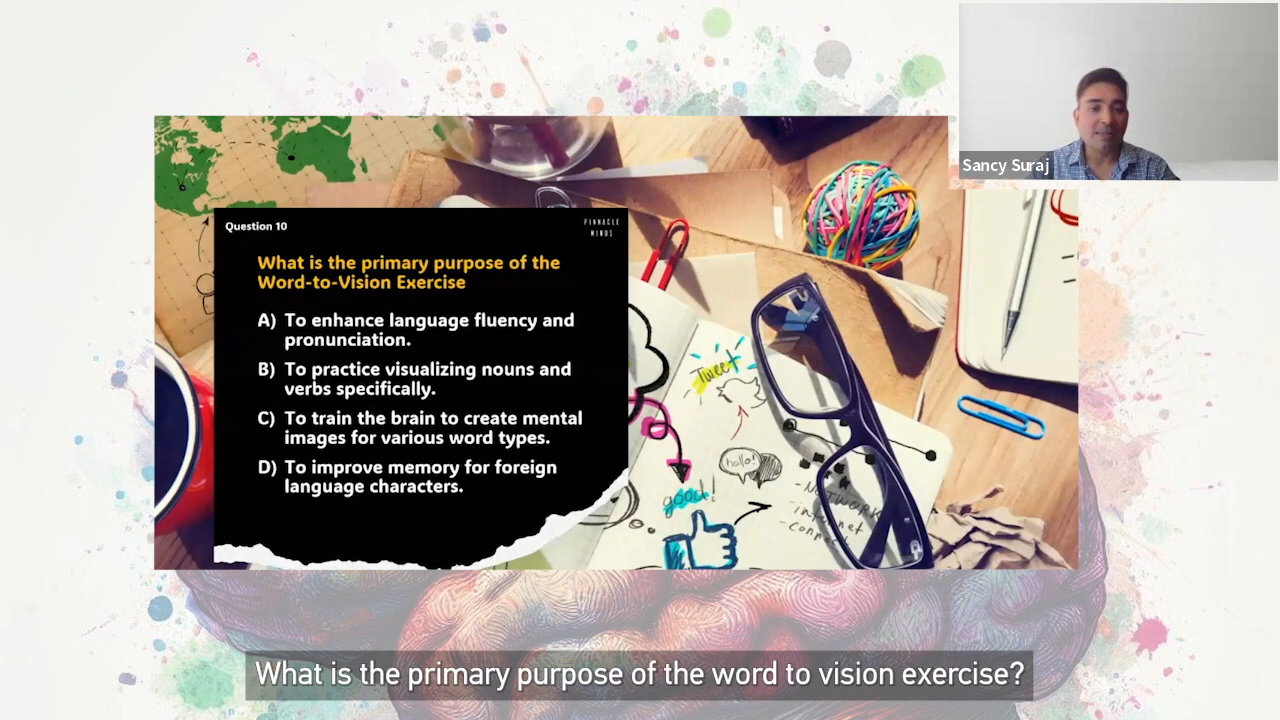 Sancy Suraj
Question 10
PINNACLE
MINDS
What is the primary purpose of the
Word-to-Vision Exercise
A) To enhance language fluency and
pronunciation.
B) To practice visualizing nouns and
verbs specifically.
C) To train the brain to create mental
images for various word types.
D) To improve memory for foreign
language characters.
Tweet
hello!
good!
- NETWORK
- internet
- connect
What is the primary purpose of the word to vision exercise?